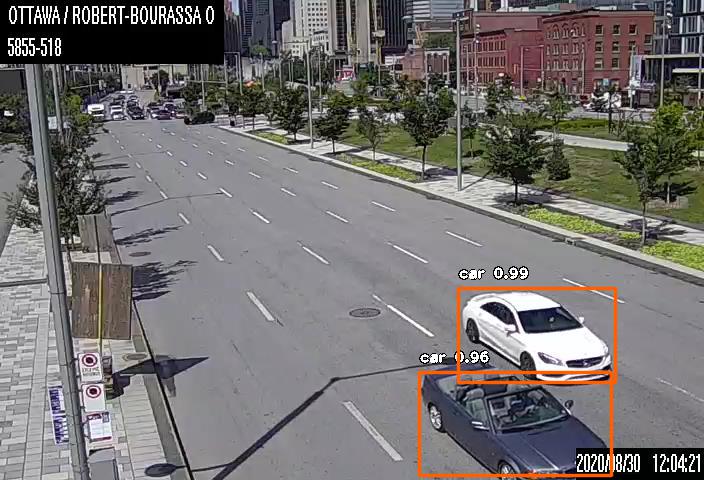 OTTAWA / ROBERT-BOURASSA O
5855-518
car 0.99
car 0.96
2020/08/30 12:04:21